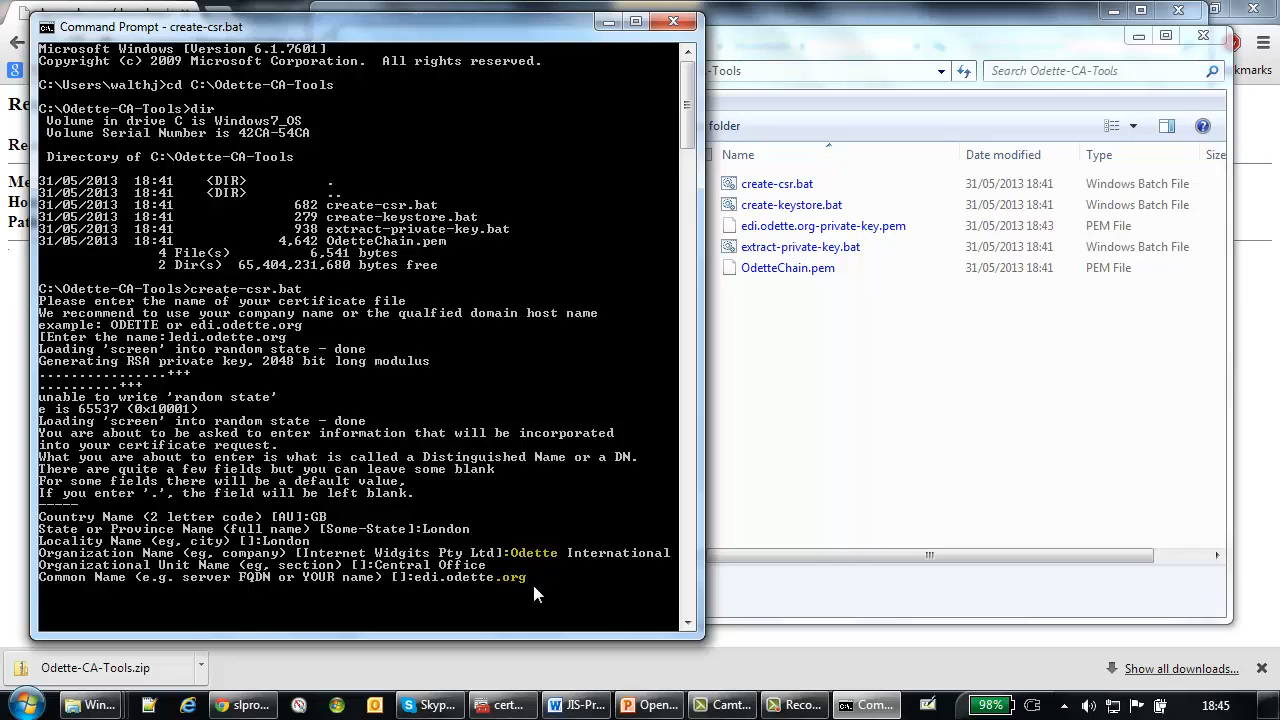 Command Prompt - create-csr.bat
Microsoft Windows [Version 6.1.7601]
Copyright (c) 2009 Microsoft Corporation.  All rights reserved.
C:\Users\walthj>cd C:\Odette-CA-Tools
C:\Odette-CA-Tools>dir
Volume in drive C is Windows7_OS
Volume Serial Number is 42CA-54CA
Directory of C:\Odette-CA-Tools
31/05/2013  18:41    <DIR>          .
31/05/2013  18:41    <DIR>          ..
31/05/2013  18:41               682 create-csr.bat
31/05/2013  18:41               279 create-keystore.bat
31/05/2013  18:41               938 extract-private-key.bat
31/05/2013  18:41             4,642 OdetteChain.pem
4 File(s)          6,541 bytes
2 Dir(s)  65,404,231,680 bytes free
C:\Odette-CA-Tools>create-csr.bat
Please enter the name of your certificate file
We recommend to use your company name or the qualfied domain host name
example: ODETTE or edi.odette.org
[Enter the name:]edi.odette.org
Loading 'screen' into random state - done
Generating RSA private key, 2048 bit long modulus
................+++
..........+++
unable to write 'random state'
e is 65537 (0x10001)
Loading 'screen' into random state - done
You are about to be asked to enter information that will be incorporated
into your certificate request.
What you are about to enter is what is called a Distinguished Name or a DN.
There are quite a few fields but you can leave some blank
For some fields there will be a default value,
If you enter '.', the field will be left blank.
-----
Country Name (2 letter code) [AU]:GB
State or Province Name (full name) [Some-State]:London
Locality Name (eg, city) []:London
Organization Name (eg, company) [Internet Widgits Pty Ltd]:Odette International
Organizational Unit Name (eg, section) []:Central Office
Common Name (e.g. server FQDN or YOUR name) []:edi.odette.org
-Tools
Search Odette-CA-Tools
kmarks
folder
Name Date modified Type Size
create-csr.bat 31/05/2013 18:41 Windows Batch File
create-keystore.bat 31/05/2013 18:41 Windows Batch File
edi.odette.org-private-key.pem 31/05/2013 18:43 PEM File
extract-private-key.bat 31/05/2013 18:41 Windows Batch File
OdetteChain.pem 31/05/2013 18:41 PEM File
Re
Re
Me
Ho
Pat
Odette-CA-Tools.zip
Show all downloads...
Win... slpro... Skyp... cert... JIS-Pr... Open... Camt... Reco... Com... 98% 18:45